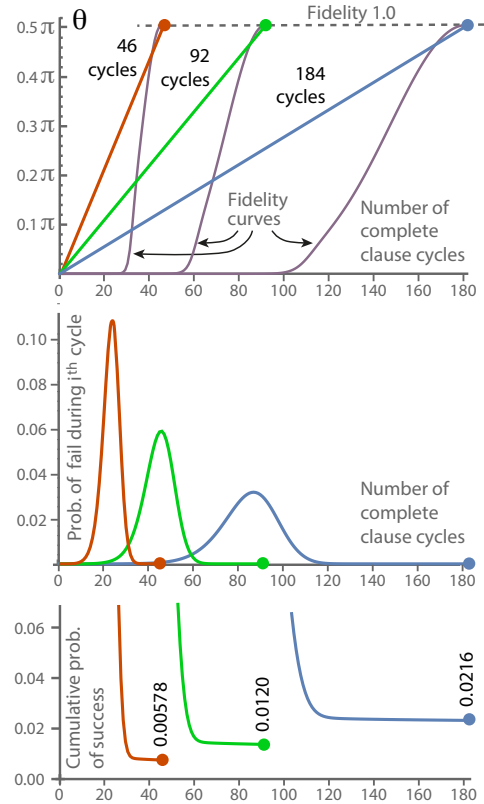 0.5π
θ
Fidelity 1.0
46
cycles
92
cycles
184
cycles
0.4π
0.3π
0.2π
0.1π
Fidelity
curves
Number of
complete
clause cycles
0 20 40 60 80 100 120 140 160 180
Prob. of fail during iᵗʰ cycle
0.10
0.08
0.06
0.04
0.02
Number of
complete
clause cycles
0 20 40 60 80 100 120 140 160 180
Cumulative prob.
of success
0.06
0.04
0.02
0.00
0.00578
0.0120
0.0216
0 20 40 60 80 100 120 140 160 180